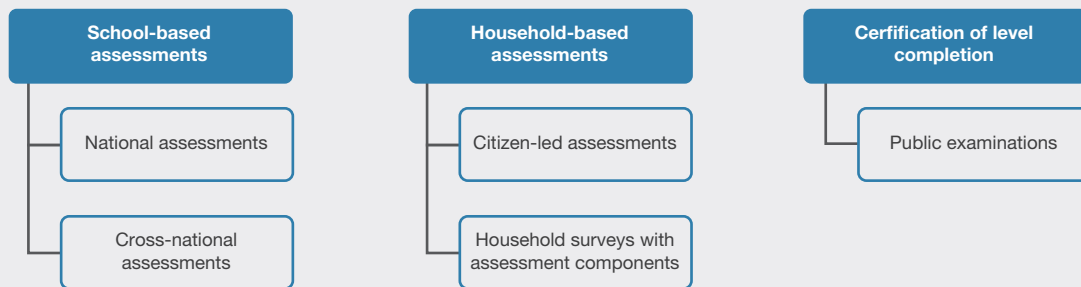 School-based
assessments
National assessments
Cross-national
assessments
Household-based
assessments
Citizen-led assessments
Household surveys with
assessment components
Cerfification of level
completion
Public examinations